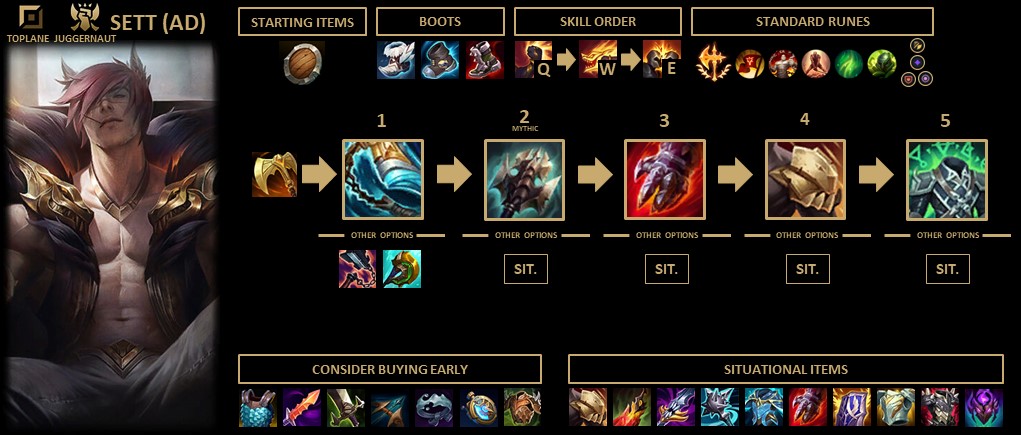 SETT (AD)
TOPLANE JUGGERNAUT
STARTING ITEMS
BOOTS
SKILL ORDER
STANDARD RUNES
Q
W
E
1
2
MYTHIC
3
4
5
OTHER OPTIONS
OTHER OPTIONS
OTHER OPTIONS
OTHER OPTIONS
OTHER OPTIONS
SIT.
SIT.
SIT.
SIT.
CONSIDER BUYING EARLY
SITUATIONAL ITEMS